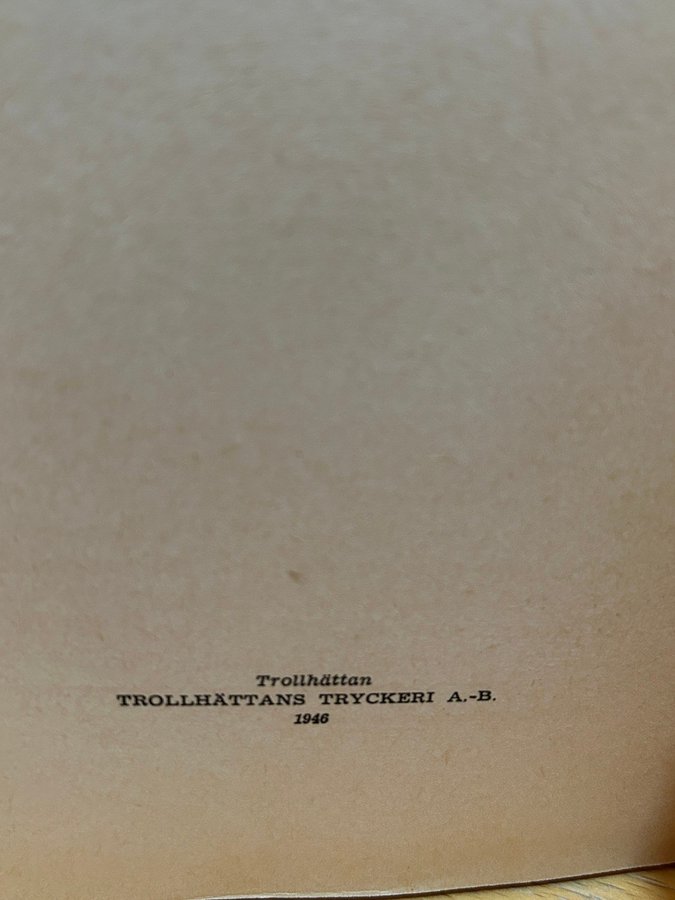 Trollhättan
TROLLHÄTTANS TRYCKERI A.-B.
1946